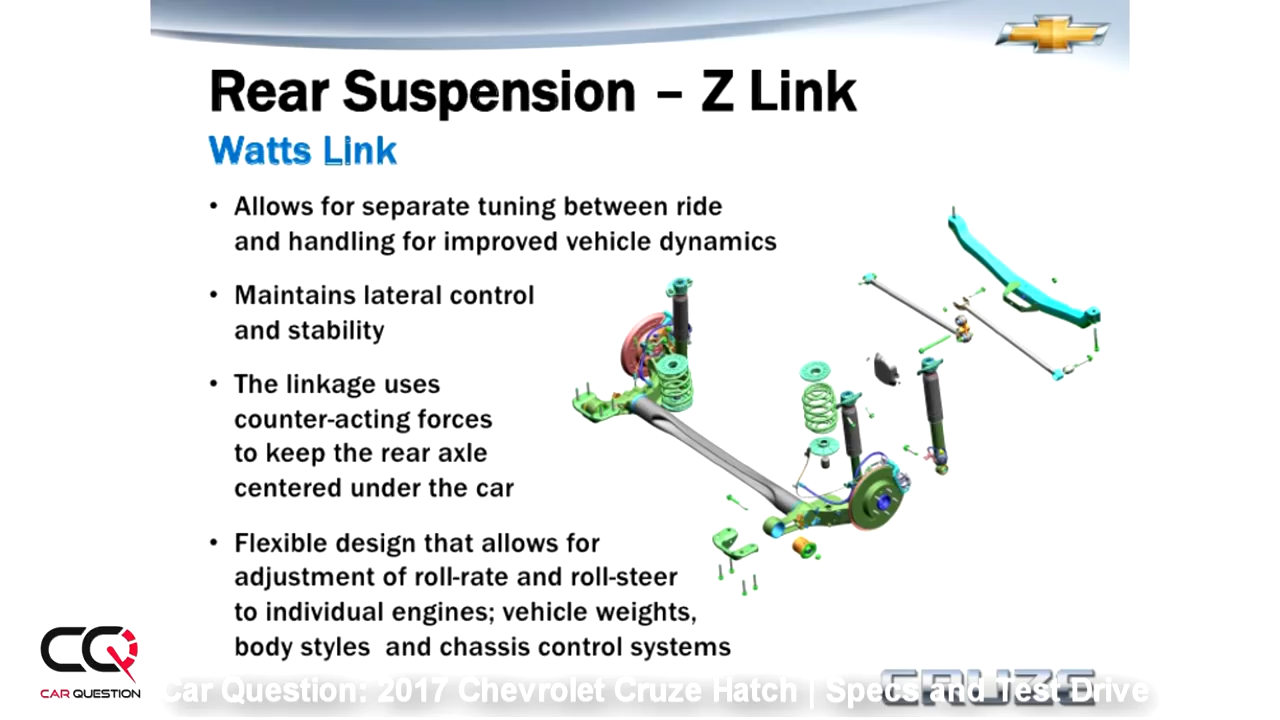 Rear Suspension – Z Link
Watts Link
• Allows for separate tuning between ride
and handling for improved vehicle dynamics
• Maintains lateral control
and stability
• The linkage uses
counter-acting forces
to keep the rear axle
centered under the car
• Flexible design that allows for
adjustment of roll-rate and roll-steer
to individual engines; vehicle weights,
body styles and chassis control systems
CRUZE
CQ
CAR QUESTION
Car Question: 2017 Chevrolet Cruze Hatch | Specs and Test Drive